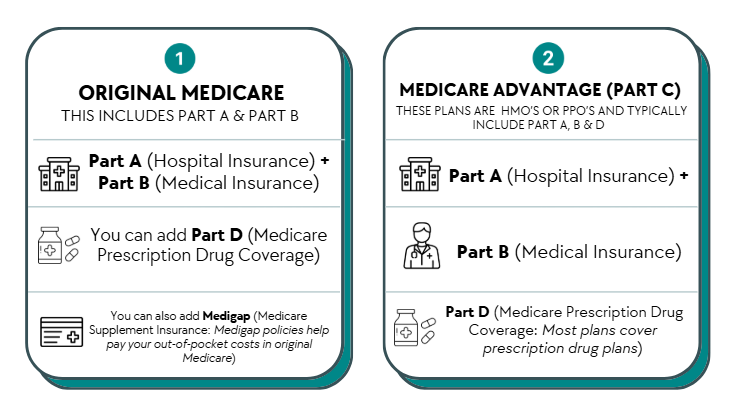 1
ORIGINAL MEDICARE
THIS INCLUDES PART A & PART B
Part A (Hospital Insurance) +
Part B (Medical Insurance)
You can add Part D (Medicare
Prescription Drug Coverage)
You can also add Medigap (Medicare
Supplement Insurance: Medigap policies help
pay your out-of-pocket costs in original
Medicare)
2
MEDICARE ADVANTAGE (PART C)
THESE PLANS ARE HMO'S OR PPO'S AND TYPICALLY
INCLUDE PART A, B & D
Part A (Hospital Insurance) +
Part B (Medical Insurance)
Part D (Medicare Prescription Drug
Coverage: Most plans cover
prescription drug plans)